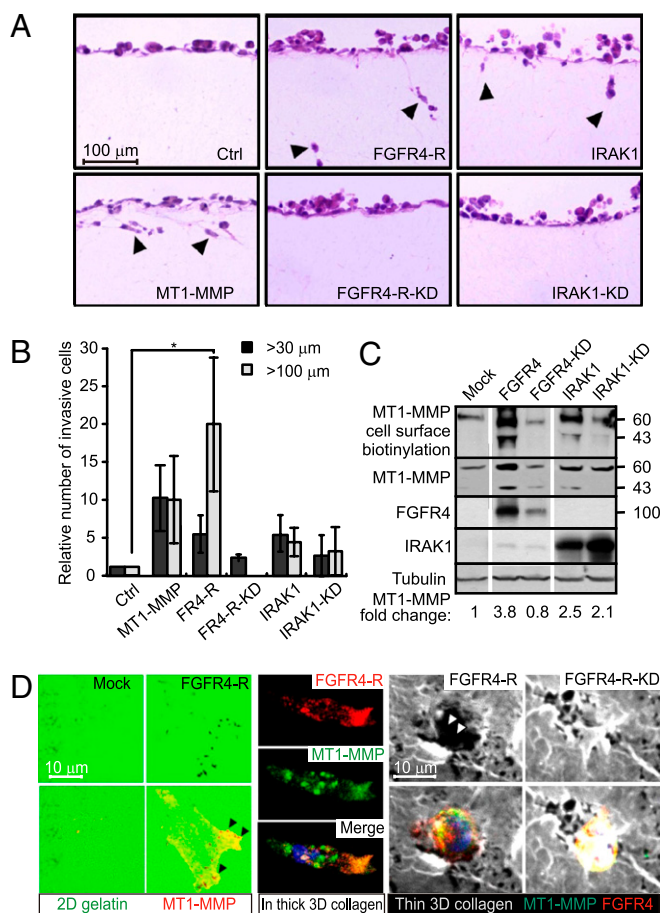 A
Ctrl
100 μm
FGFR4-R
IRAK1
MT1-MMP
FGFR4-R-KD
IRAK1-KD
B
Relative number of invasive cells
30
25
20
15
10
5
0
*
>30 μm
>100 μm
Ctrl
MT1-MMP
FR4-R
FR4-R-KD
IRAK1
IRAK1-KD
C
Mock
FGFR4
FGFR4-KD
IRAK1
IRAK1-KD
MT1-MMP
cell surface
biotinylation
60
43
MT1-MMP
60
43
FGFR4
100
IRAK1
Tubulin
MT1-MMP
fold change:
1 3.8 0.8 2.5 2.1
D
Mock
FGFR4-R
10 μm
2D gelatin
MT1-MMP
FGFR4-R
MT1-MMP
Merge
In thick 3D collagen
FGFR4-R
FGFR4-R-KD
10 μm
Thin 3D collagen
MT1-MMP FGFR4